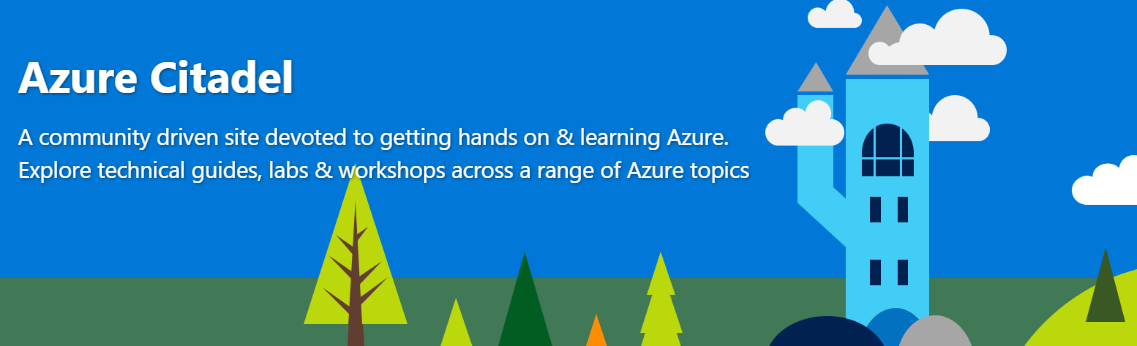 Azure Citadel
A community driven site devoted to getting hands on & learning Azure.
Explore technical guides, labs & workshops across a range of Azure topics